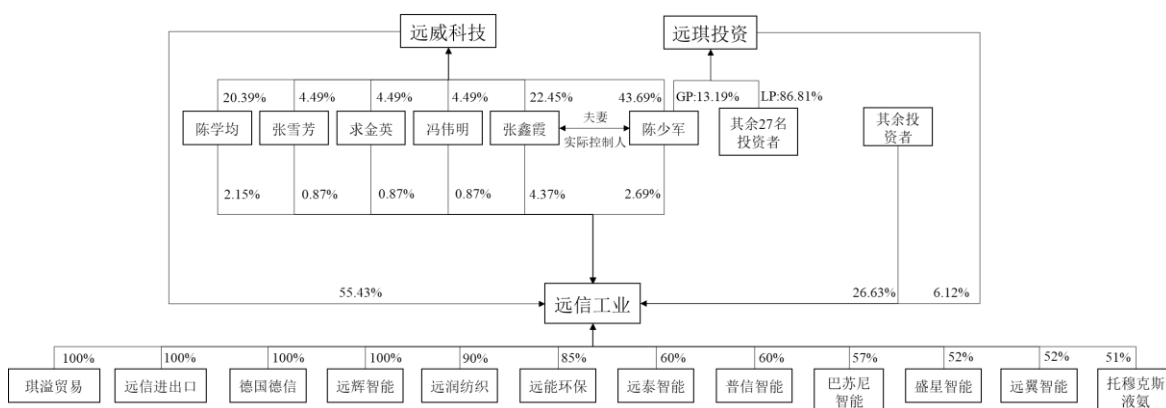 远威科技
远琪投资
20.39%
4.49%
4.49%
4.49%
22.45%
43.69%
GP:13.19%
LP:86.81%
陈学均
张雪芳
求金英
冯伟明
张鑫霞
夫妻
实际控制人
陈少军
其余27名
投资者
其余投
资者
2.15%
0.87%
0.87%
0.87%
4.37%
2.69%
55.43%
远信工业
26.63%
6.12%
100%
100%
100%
100%
90%
85%
60%
60%
57%
52%
52%
51%
琪溢贸易
远信进出口
德国德信
远辉智能
远润纺织
远能环保
远泰智能
普信智能
巴苏尼
智能
盛星智能
远翼智能
托穆克斯
液氨